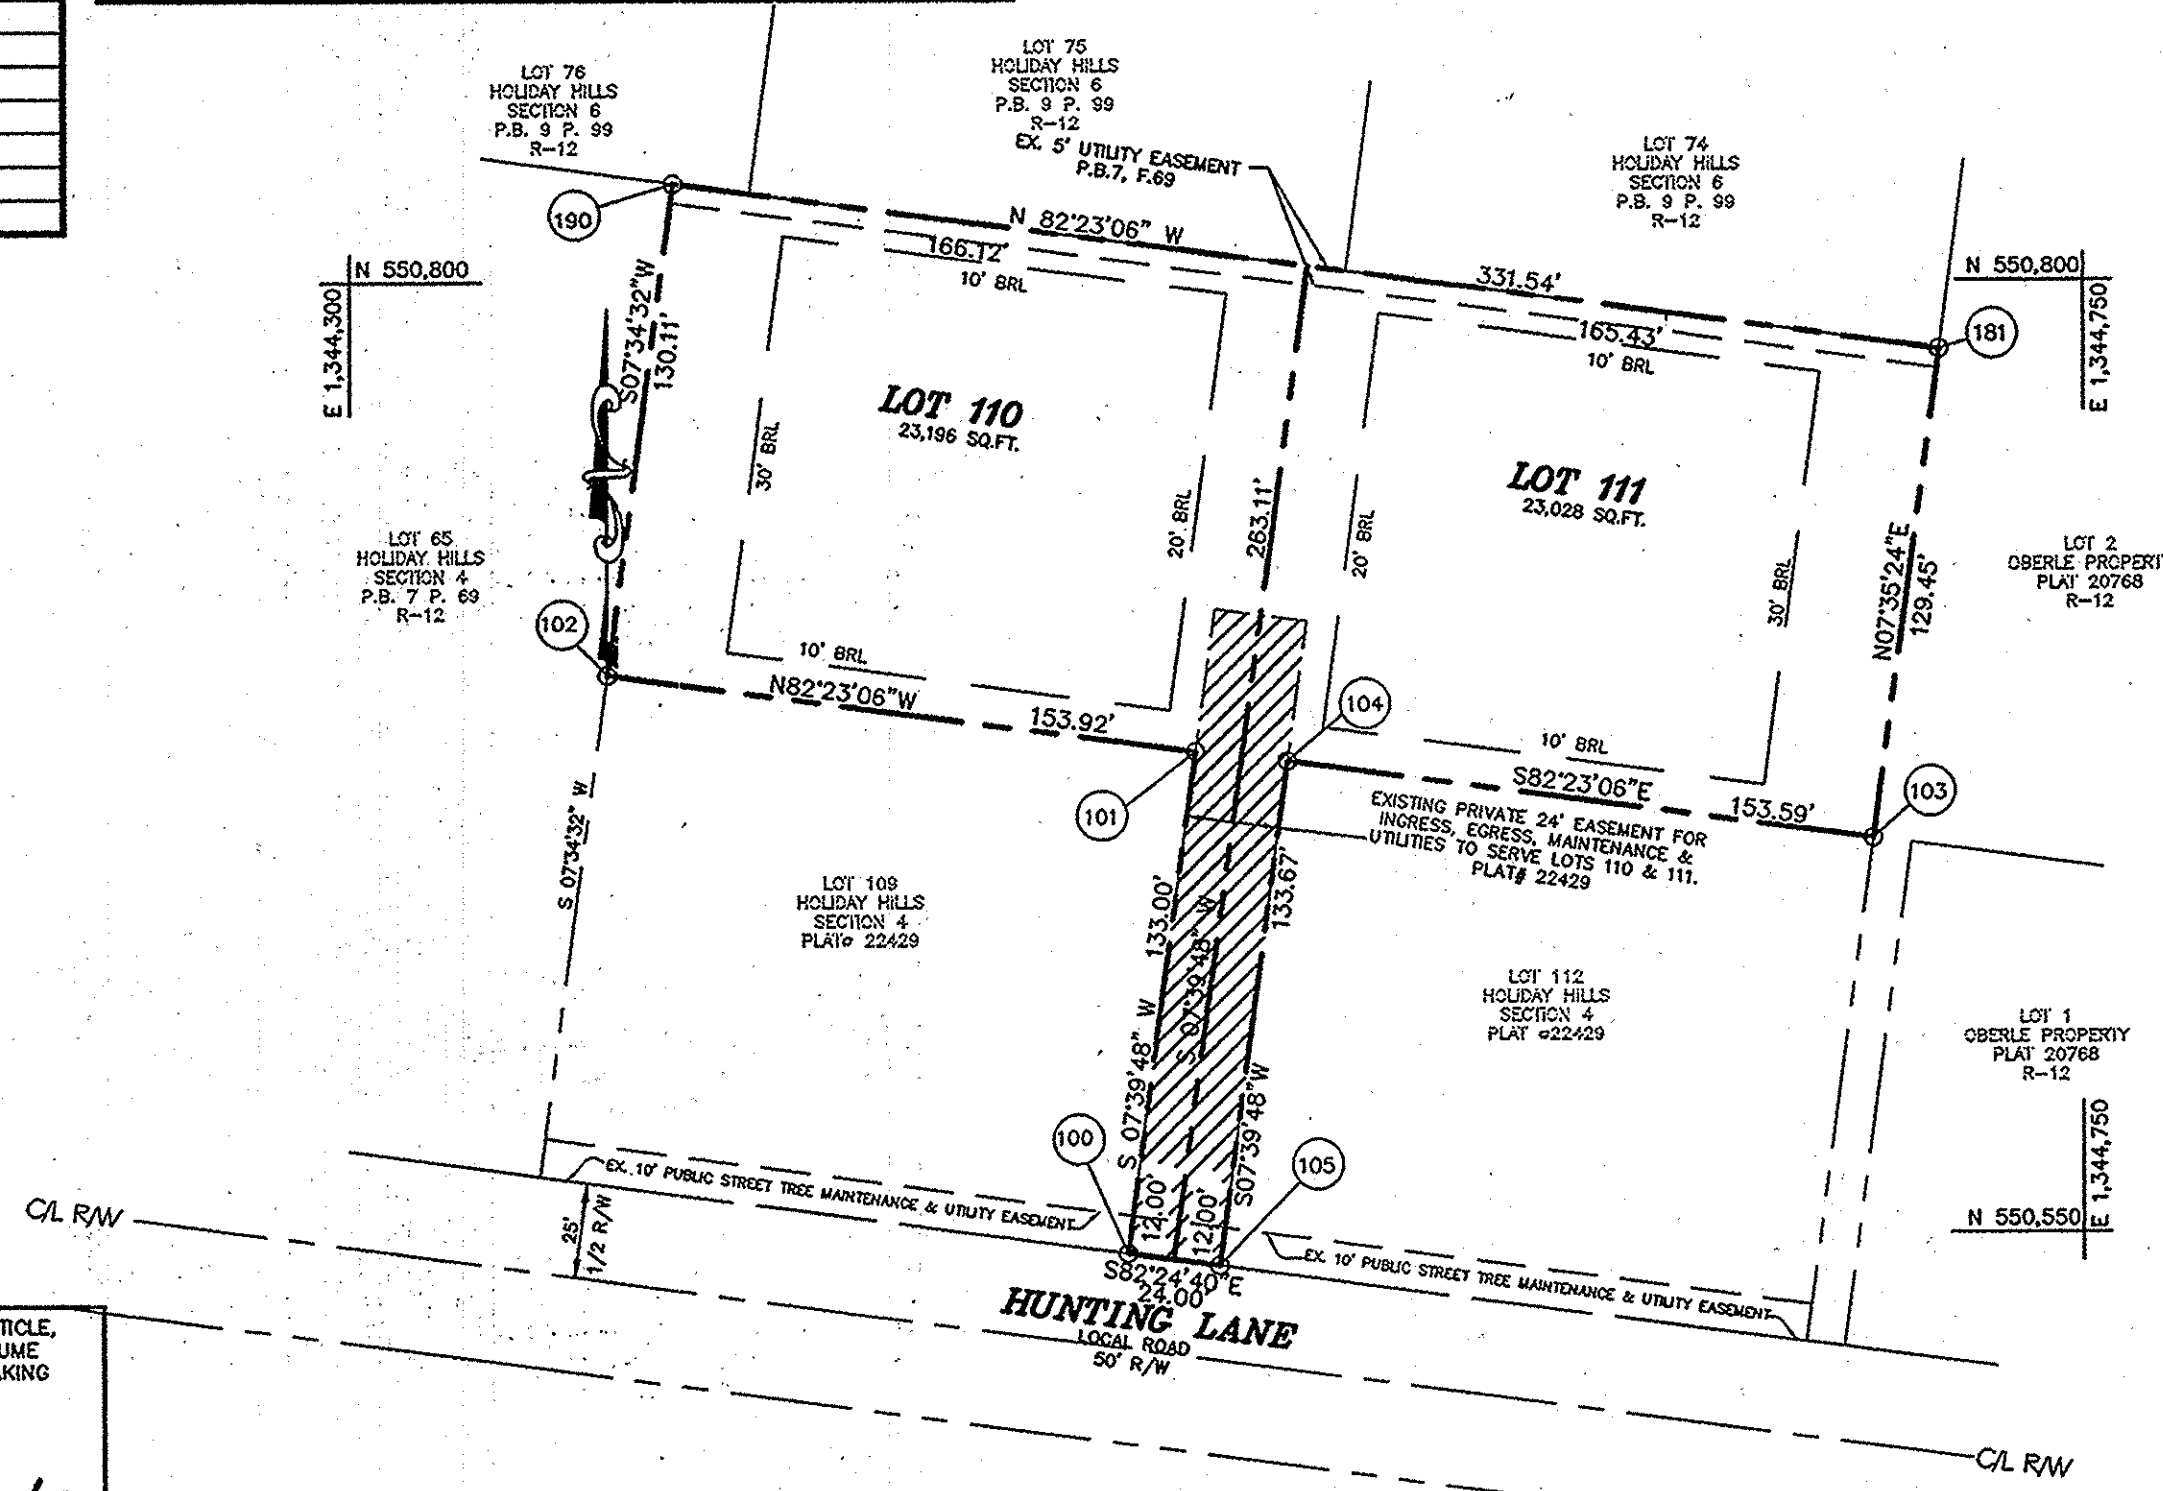 LOT 76
HOLIDAY HILLS
SECTION 6
P.B. 9 P. 99
R-12
LOT 75
HOLIDAY HILLS
SECTION 6
P.B. 9 P. 99
R-12
EX. 5' UTILITY EASEMENT
P.B.7, F.69
LOT 74
HOLIDAY HILLS
SECTION 6
P.B. 9 P. 99
R-12
190
N 82°23'06" W
166.12'
10' BRL
331.54'
165.43'
10' BRL
181
N 550,800
E 1,344,300
N 550,800
E 1,344,750
S07°34'32"W
130.11'
LOT 110
23,196 SQ.FT.
30' BRL
20' BRL
263.11'
20' BRL
LOT 111
23,028 SQ.FT.
30' BRL
N07°35'24"E
129.45'
LOT 2
OBERLE PROPERT
PLAT 20768
R-12
LOT 65
HOLIDAY HILLS
SECTION 4
P.B. 7 P. 69
R-12
102
10' BRL
N82°23'06"W
153.92'
104
10' BRL
S82°23'06"E
153.59'
103
101
EXISTING PRIVATE 24' EASEMENT FOR
INGRESS, EGRESS, MAINTENANCE &
UTILITIES TO SERVE LOTS 110 & 111.
PLAT# 22429
S 07°34'32" W
LOT 109
HOLIDAY HILLS
SECTION 4
PLAT# 22429
133.00'
S 07°39'48" W
S 07°39'48" W
133.67'
S07°39'48"W
LOT 112
HOLIDAY HILLS
SECTION 4
PLAT #22429
LOT 1
OBERLE PROPERTY
PLAT 20768
R-12
E 1,344,750
N 550,550
100
105
EX. 10' PUBLIC STREET TREE MAINTENANCE & UTILITY EASEMENT
12.00'
12.00'
EX. 10' PUBLIC STREET TREE MAINTENANCE & UTILITY EASEMENT
C/L R/W
25'
1/2 R/W
S82°24'40"E
24.00'
HUNTING LANE
LOCAL ROAD
50' R/W
C/L R/W
TICLE,
UME
KING